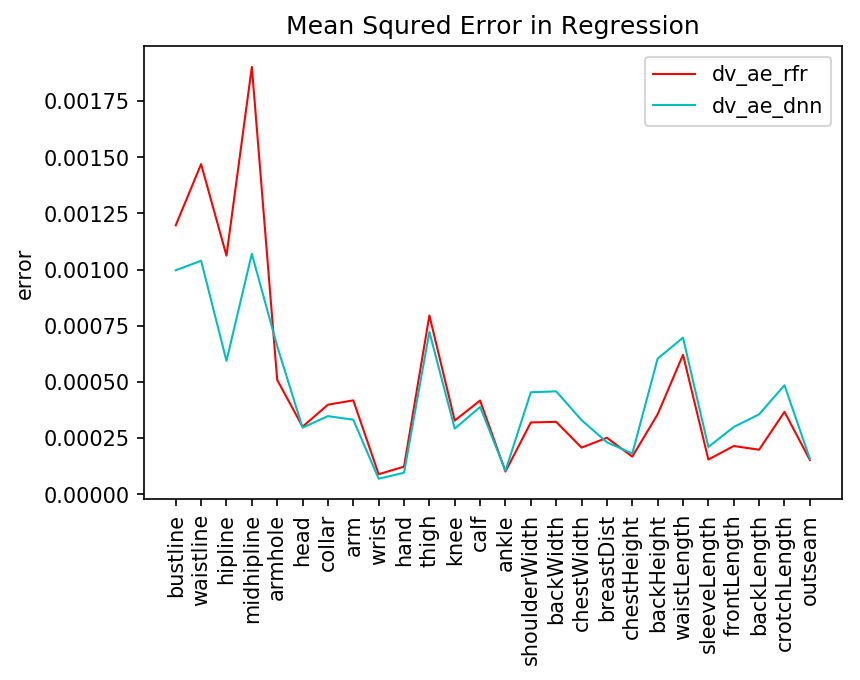 Mean Squred Error in Regression
dv_ae_rfr
dv_ae_dnn
error
0.00175
0.00150
0.00125
0.00100
0.00075
0.00050
0.00025
0.00000
bustline
waistline
hipline
midhipline
armhole
head
collar
arm
wrist
hand
thigh
knee
calf
ankle
shoulderWidth
backWidth
chestWidth
breastDist
chestHeight
backHeight
waistLength
sleeveLength
frontLength
backLength
crotchLength
outseam